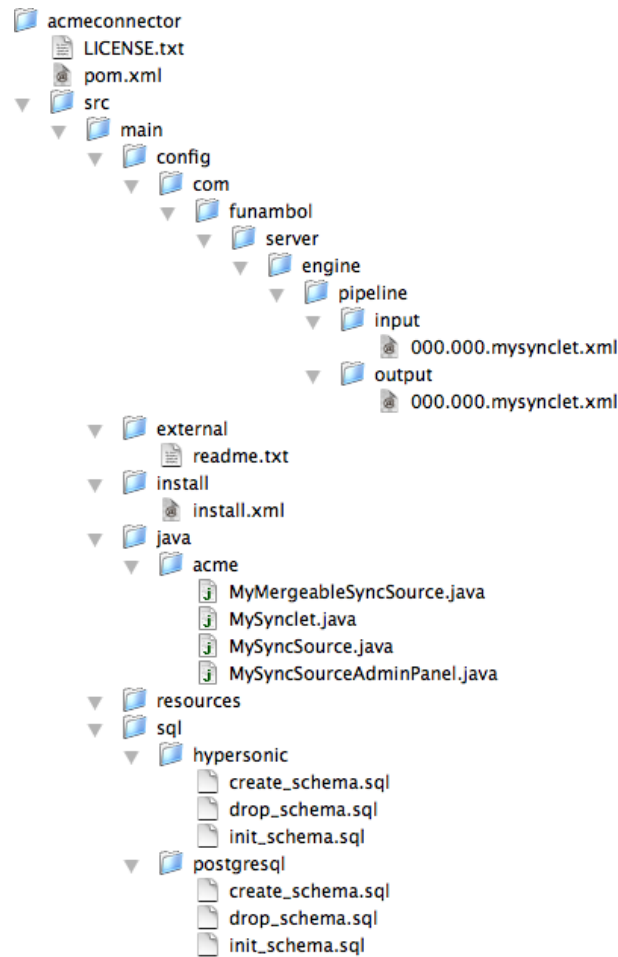 acmeconnector
LICENSE.txt
pom.xml
src
main
config
com
funambol
server
engine
pipeline
input
000.000.mysynclet.xml
output
000.000.mysynclet.xml
external
readme.txt
install
install.xml
java
acme
MyMergeableSyncSource.java
MySynclet.java
MySyncSource.java
MySyncSourceAdminPanel.java
resources
sql
hypersonic
create_schema.sql
drop_schema.sql
init_schema.sql
postgresql
create_schema.sql
drop_schema.sql
init_schema.sql